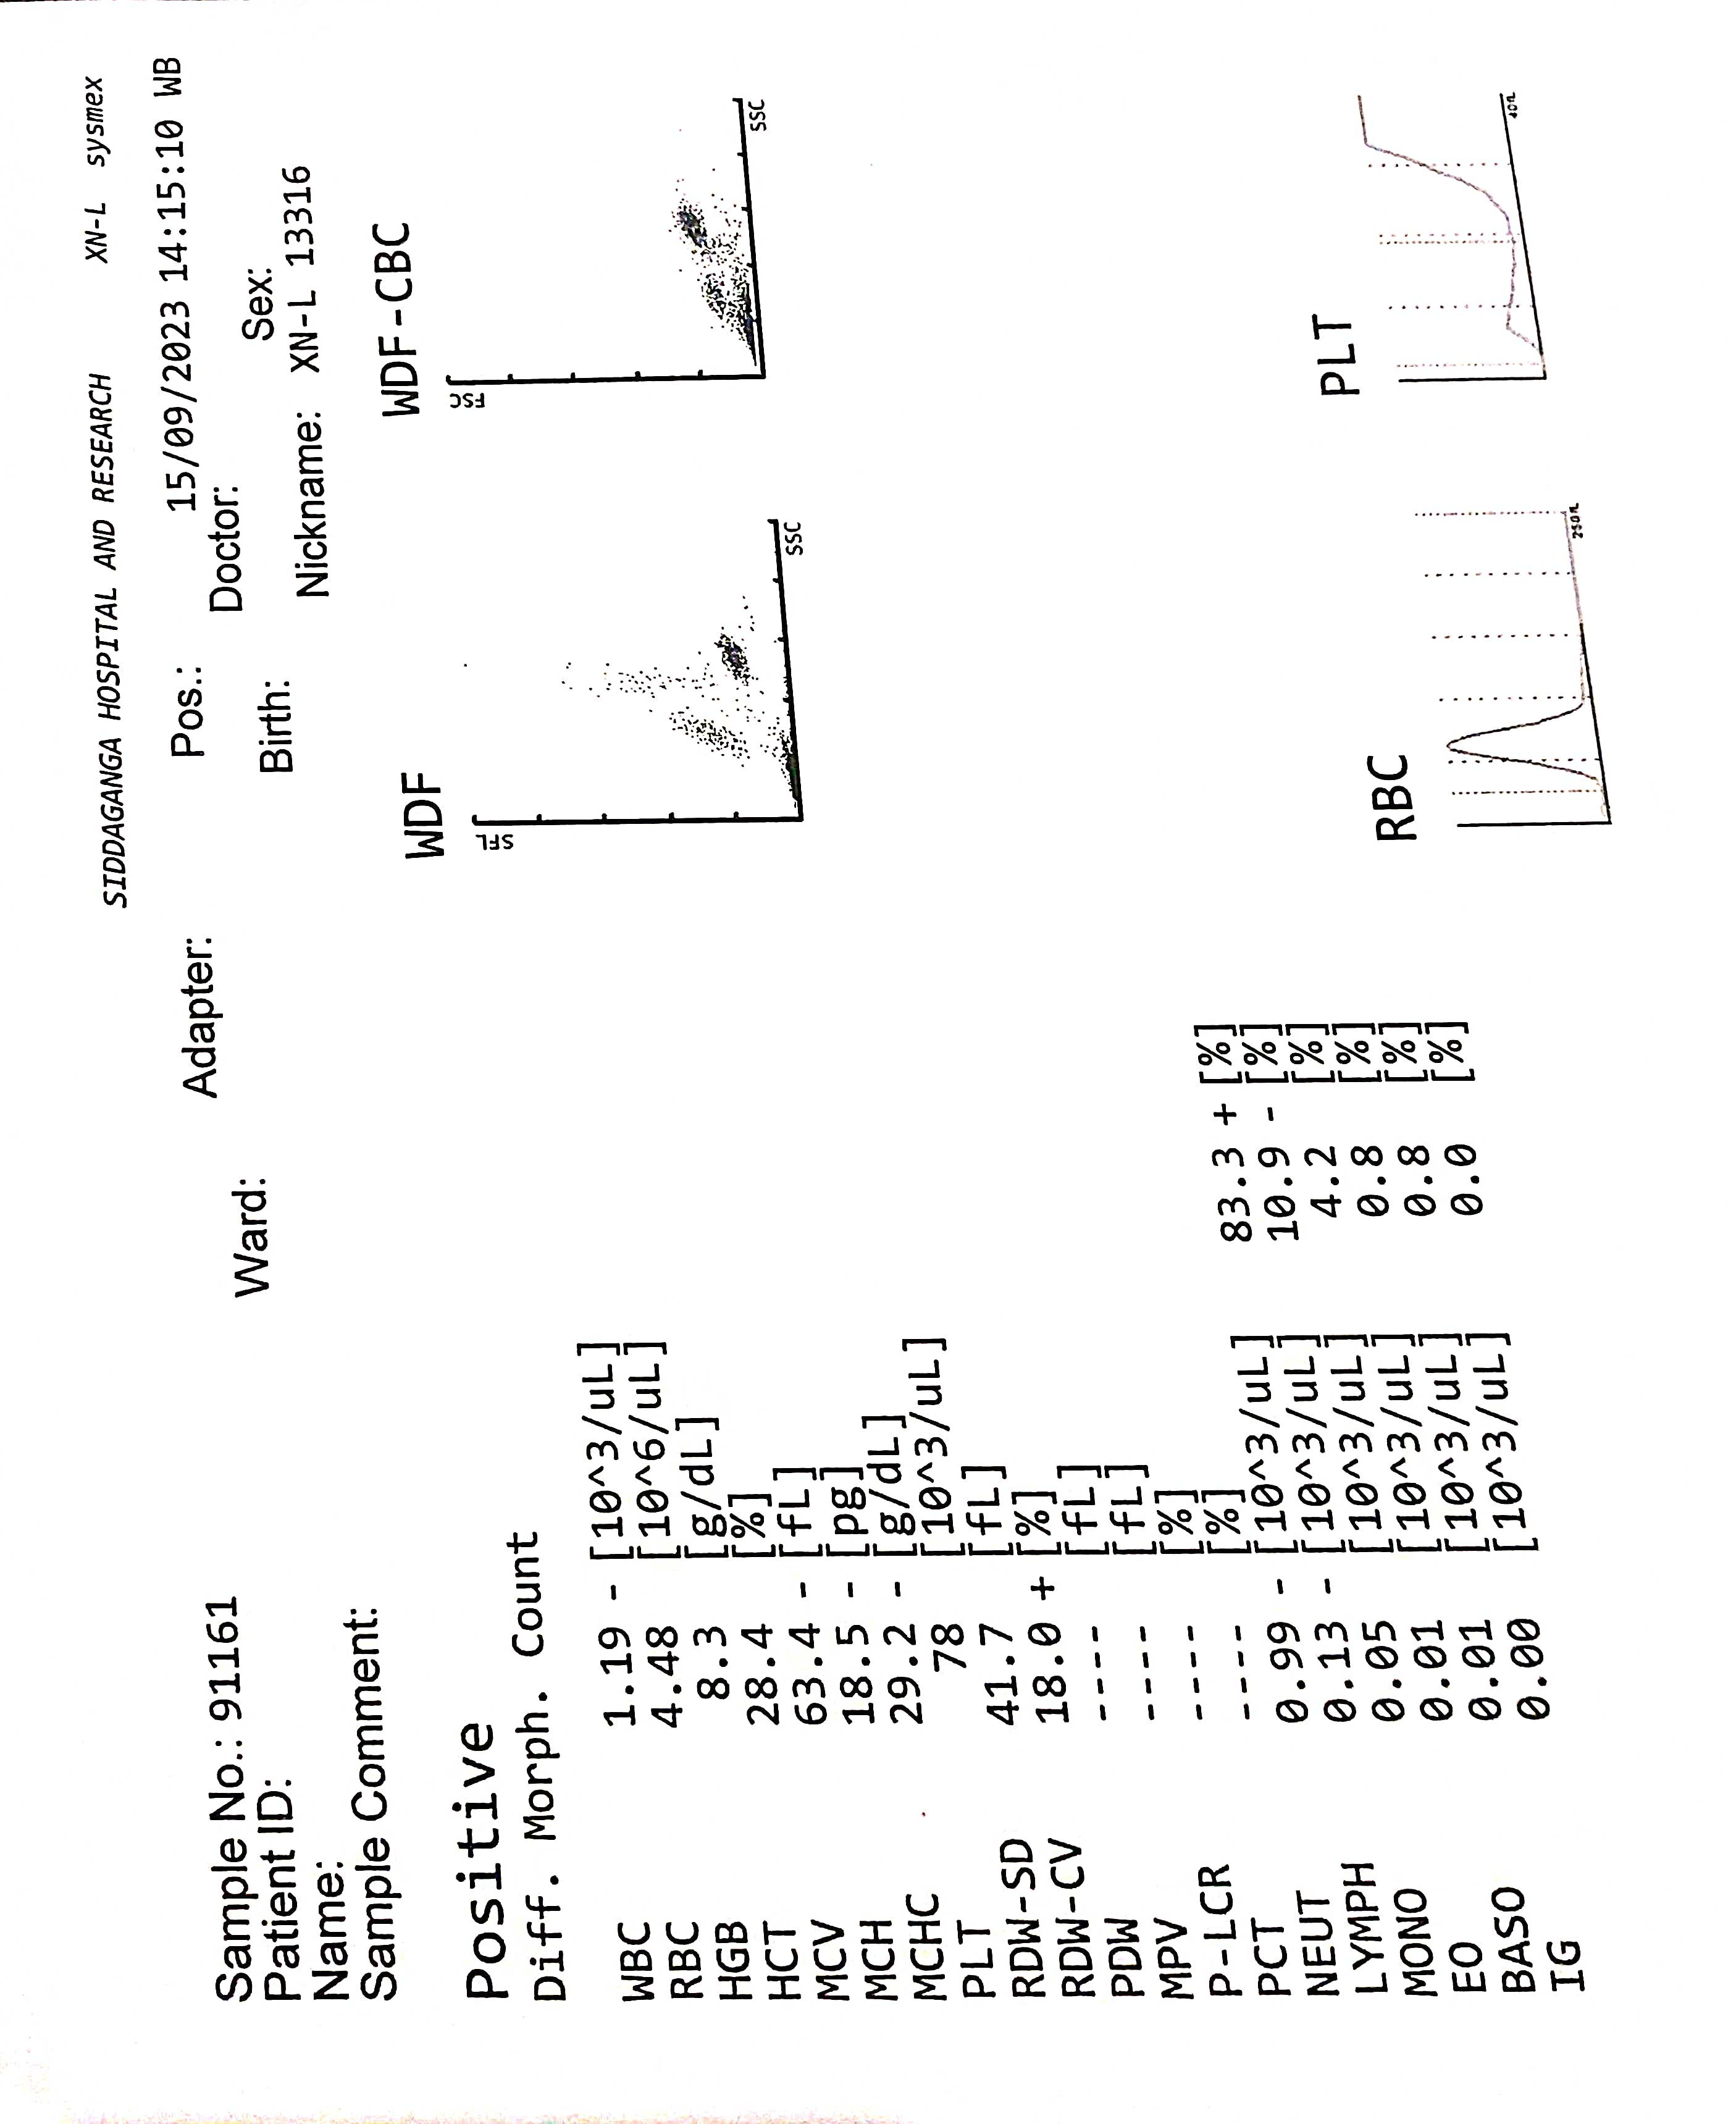 SIDDAGANGA HOSPITAL AND RESEARCH XN-L sysmex
Sample No.: 91161 Adapter: Pos.: 15/09/2023 14:15:10 WB
Patient ID: Ward: Doctor:
Name: Birth: Sex:
Sample Comment: Nickname: XN-L 13316
Positive
Diff. Morph. Count
WDF
SFL
SSC
WDF-CBC
FSC
SSC
WBC 1.19 - [10^3/uL]
RBC 4.48 [10^6/uL]
HGB 8.3 [g/dL]
HCT 28.4 [%]
MCV 63.4 - [fL]
MCH 18.5 - [pg]
MCHC 29.2 - [g/dL]
PLT 78 [10^3/uL]
RDW-SD 41.7 [fL]
RDW-CV 18.0 + [%]
PDW ---- [fL]
MPV ---- [fL]
P-LCR ---- [%]
PCT ---- [%]
NEUT 0.99 - [10^3/uL] 83.3 + [%]
LYMPH 0.13 - [10^3/uL] 10.9 - [%]
MONO 0.05 [10^3/uL] 4.2 [%]
EO 0.01 [10^3/uL] 0.8 [%]
BASO 0.01 [10^3/uL] 0.8 [%]
IG 0.00 [10^3/uL] 0.0 [%]
RBC
250fL
PLT
40fL